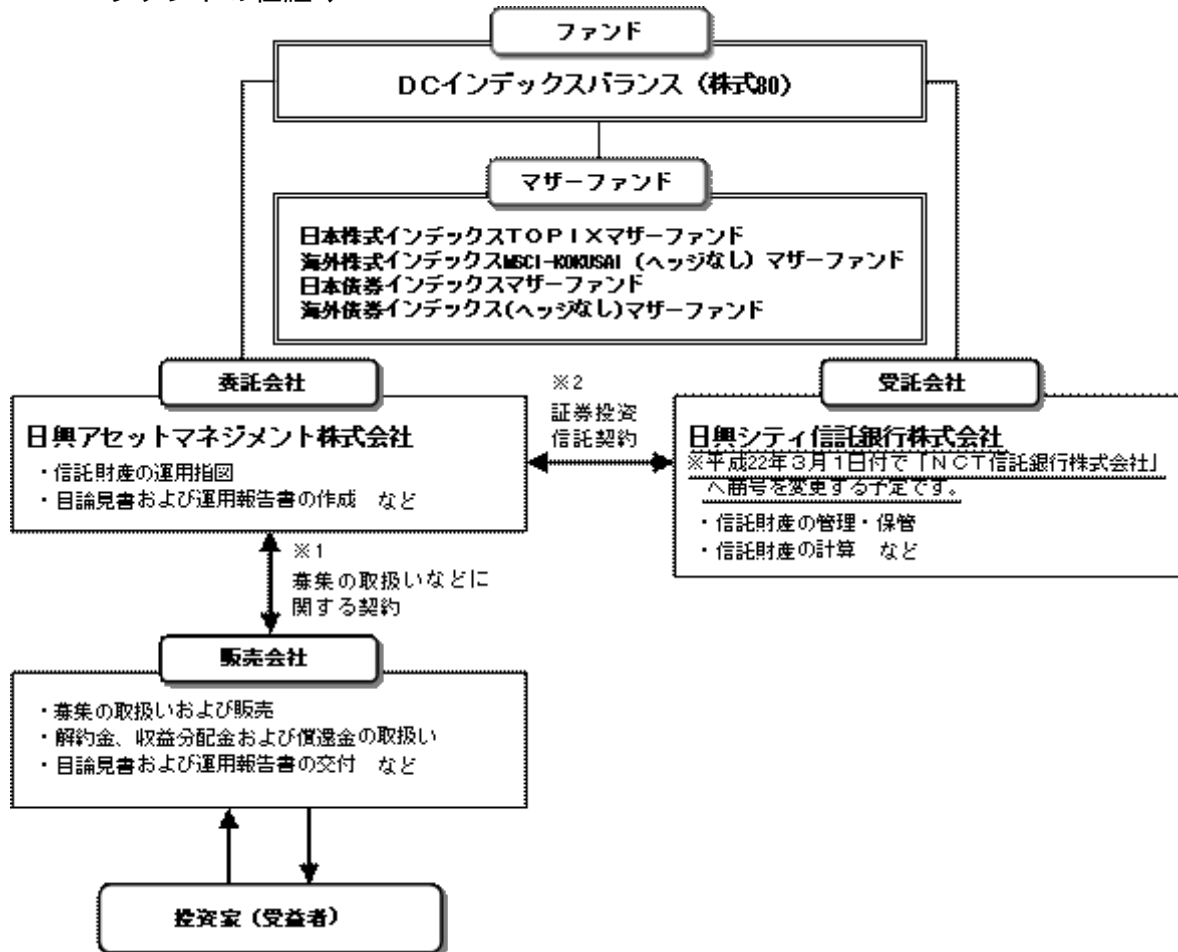 ファンド
DCインデックスバランス(株式80)
マザーファンド
日本株式インデックスTOPIXマザーファンド
海外株式インデックスMSCI-KOKUSAI(ヘッジなし)マザーファンド
日本債券インデックスマザーファンド
海外債券インデックス(ヘッジなし)マザーファンド
委託会社
日興アセットマネジメント株式会社
・信託財産の運用指図
・目論見書および運用報告書の作成 など
※2
証券投資
信託契約
受託会社
日興シティ信託銀行株式会社
※平成22年3月1日付で「NCT信託銀行株式会社」
へ商号を変更する予定です。
・信託財産の管理・保管
・信託財産の計算 など
※1
募集の取扱いなどに
関する契約
販売会社
・募集の取扱いおよび販売
・解約金、収益分配金および償還金の取扱い
・目論見書および運用報告書の交付 など
投資家(受益者)